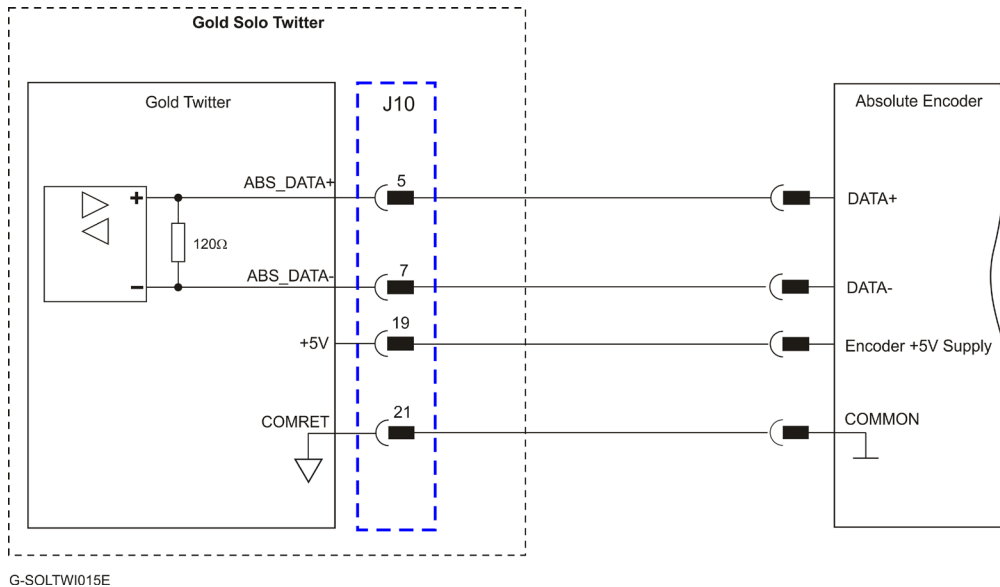 Gold Solo Twitter
Gold Twitter
J10
Absolute Encoder
ABS_DATA+
5
+
DATA+
120Ω
ABS_DATA-
7
-
DATA-
+5V
19
Encoder +5V Supply
COMRET
21
COMMON
G-SOLTWI015E